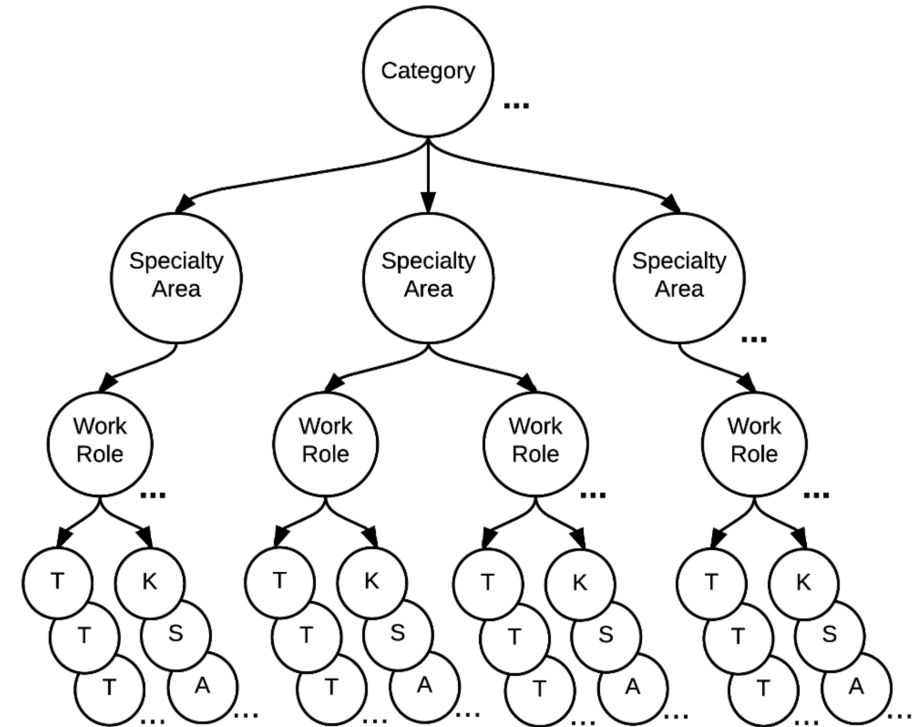 Category
...
Specialty
Area
Specialty
Area
Specialty
Area
...
Work
Role
...
Work
Role
Work
Role
...
Work
Role
...
T K T K T K T K
T S T S T S T S
T A T A T A T A
... ... ... ... ... ... ... ...